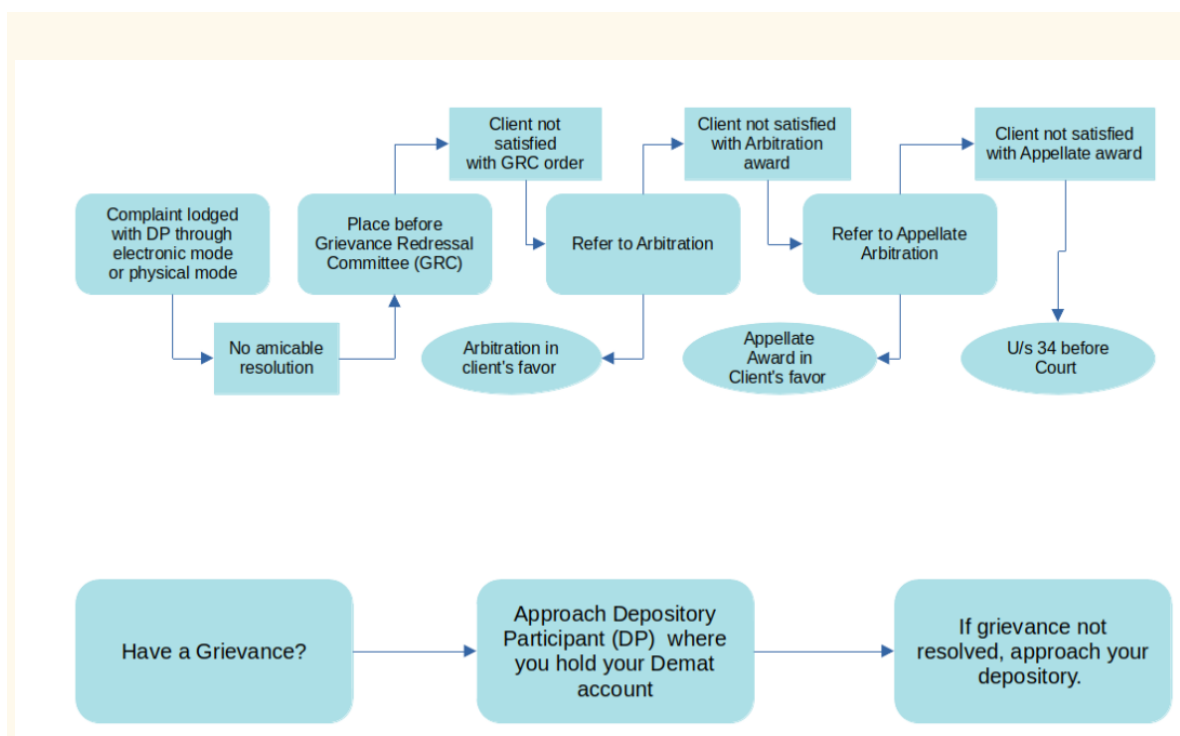 Complaint lodged
with DP through
electronic mode
or physical mode
No amicable
resolution
Place before
Grievance Redressal
Committee (GRC)
Client not
satisfied
with GRC order
Refer to Arbitration
Arbitration in
client's favor
Client not satisfied
with Arbitration
award
Refer to Appellate
Arbitration
Appellate
Award in
Client's favor
Client not satisfied
with Appellate award
U/s 34 before
Court
Have a Grievance?
Approach Depository
Participant (DP) where
you hold your Demat
account
If grievance not
resolved, approach your
depository.